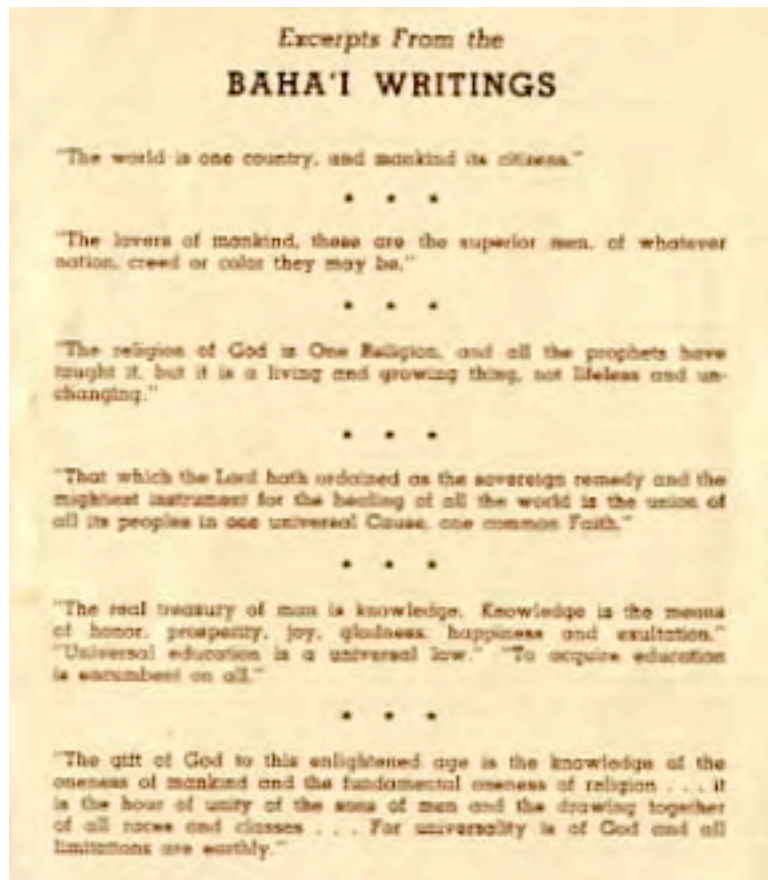 Excerpts From the
BAHA'I WRITINGS
"The world is one country, and mankind its citizens."
* * *
"The lovers of mankind, these are the superior men, of whatever
nation, creed or color they may be."
* * *
"The religion of God is One Religion, and all the prophets have
taught it, but it is a living and growing thing, not lifeless and un-
changing."
* * *
"That which the Lord hath ordained as the sovereign remedy and the
mightiest instrument for the healing of all the world is the union of
all its peoples in one universal Cause, one common Faith."
* * *
"The real treasury of man is knowledge. Knowledge is the means
of honor, prosperity, joy, gladness, happiness and exultation."
"Universal education is a universal law." "To acquire education
is encumbent on all."
* * *
"The gift of God to this enlightened age is the knowledge of the
oneness of mankind and the fundamental oneness of religion . . . it
is the hour of unity of the sons of men and the drawing together
of all races and classes . . . For universality is of God and all
limitations are earthly."